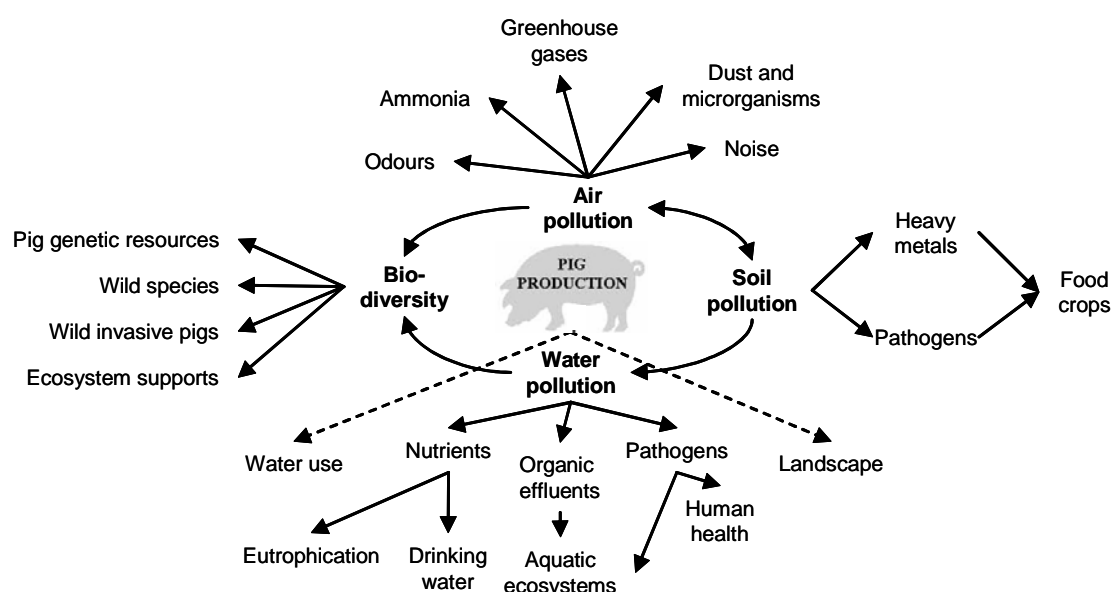 Greenhouse
gases
Dust and
microrganisms
Ammonia
Noise
Odours
Air
pollution
Heavy
metals
Pig genetic resources
PIG
PRODUCTION
Bio-
diversity
Soil
pollution
Food
crops
Wild species
Wild invasive pigs
Pathogens
Ecosystem supports
Water
pollution
Water use
Nutrients
Organic
effluents
Pathogens
Landscape
Human
health
Eutrophication
Drinking
water
Aquatic
ecosystems